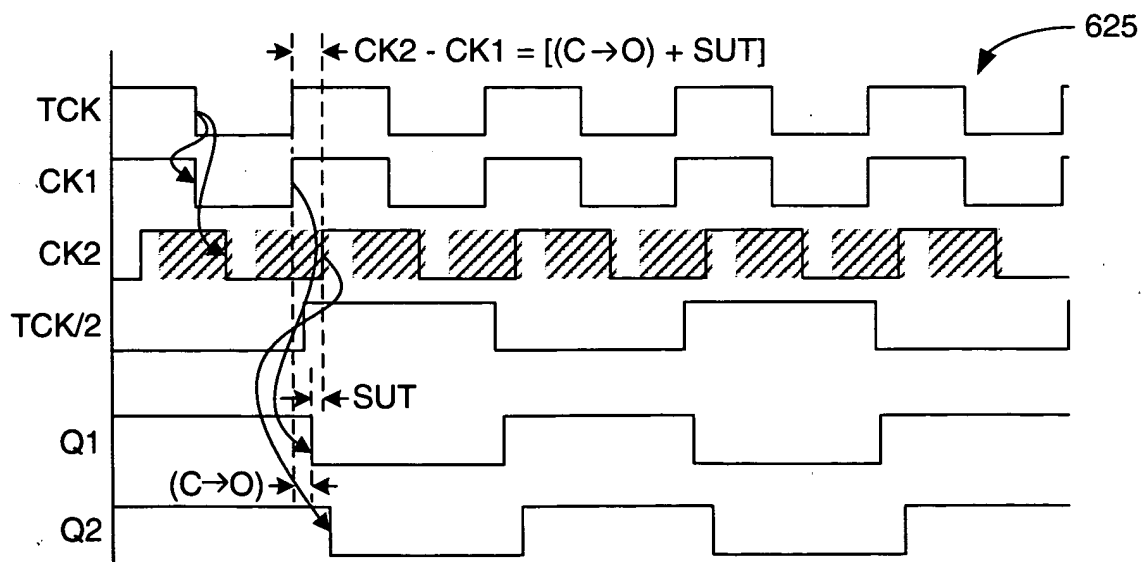 625
CK2 - CK1 = [(C→O) + SUT]
TCK
CK1
CK2
TCK/2
SUT
Q1
(C→O)
Q2